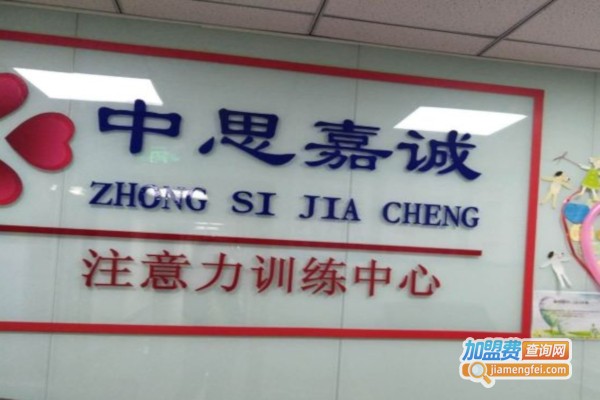 中思嘉诚
ZHONG SI JIA CHENG
注意力训练中心
加盟费查询网
jiamengfei.com